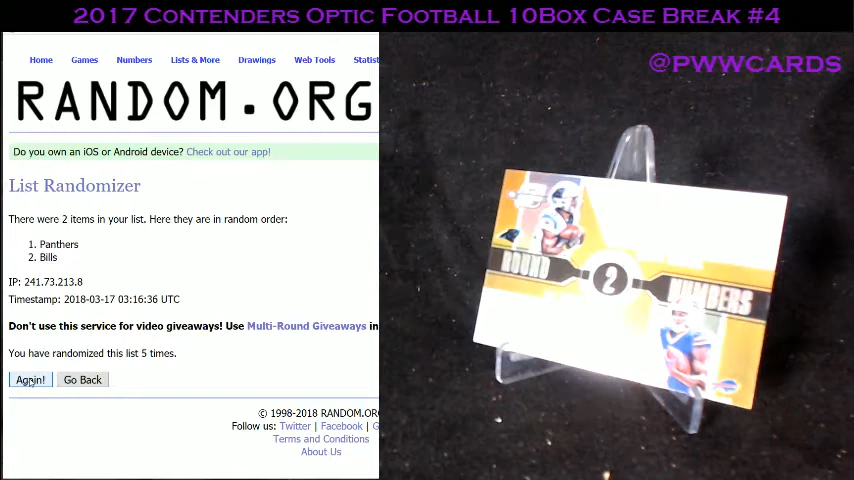 2017 Contenders Optic Football 10Box Case Break #4
@PWWCARDS
Home Games Numbers Lists & More Drawings Web Tools Statist
RANDOM.ORG
Do you own an iOS or Android device? Check out our app!
List Randomizer
There were 2 items in your list. Here they are in random order:
1. Panthers
2. Bills
IP: 241.73.213.8
Timestamp: 2018-03-17 03:16:36 UTC
Don't use this service for video giveaways! Use Multi-Round Giveaways in
You have randomized this list 5 times.
Again! Go Back
© 1998-2018 RANDOM.ORG
Follow us: Twitter | Facebook | G
Terms and Conditions
About Us
ROUND 2 NUMBERS